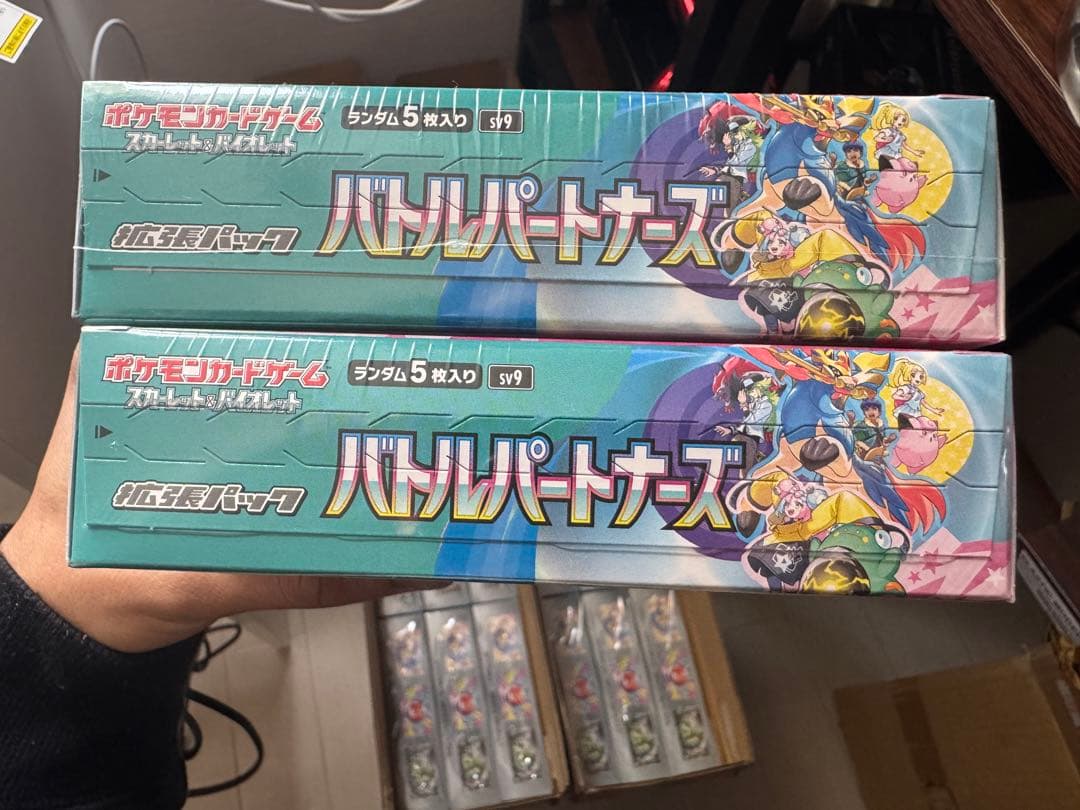 ポケモンカードゲーム
スカーレット&バイオレット
ランダム5枚入り
sv9
拡張パック
バトルパートナーズ
ポケモンカードゲーム
スカーレット&バイオレット
ランダム5枚入り
sv9
拡張パック
バトルパートナーズ